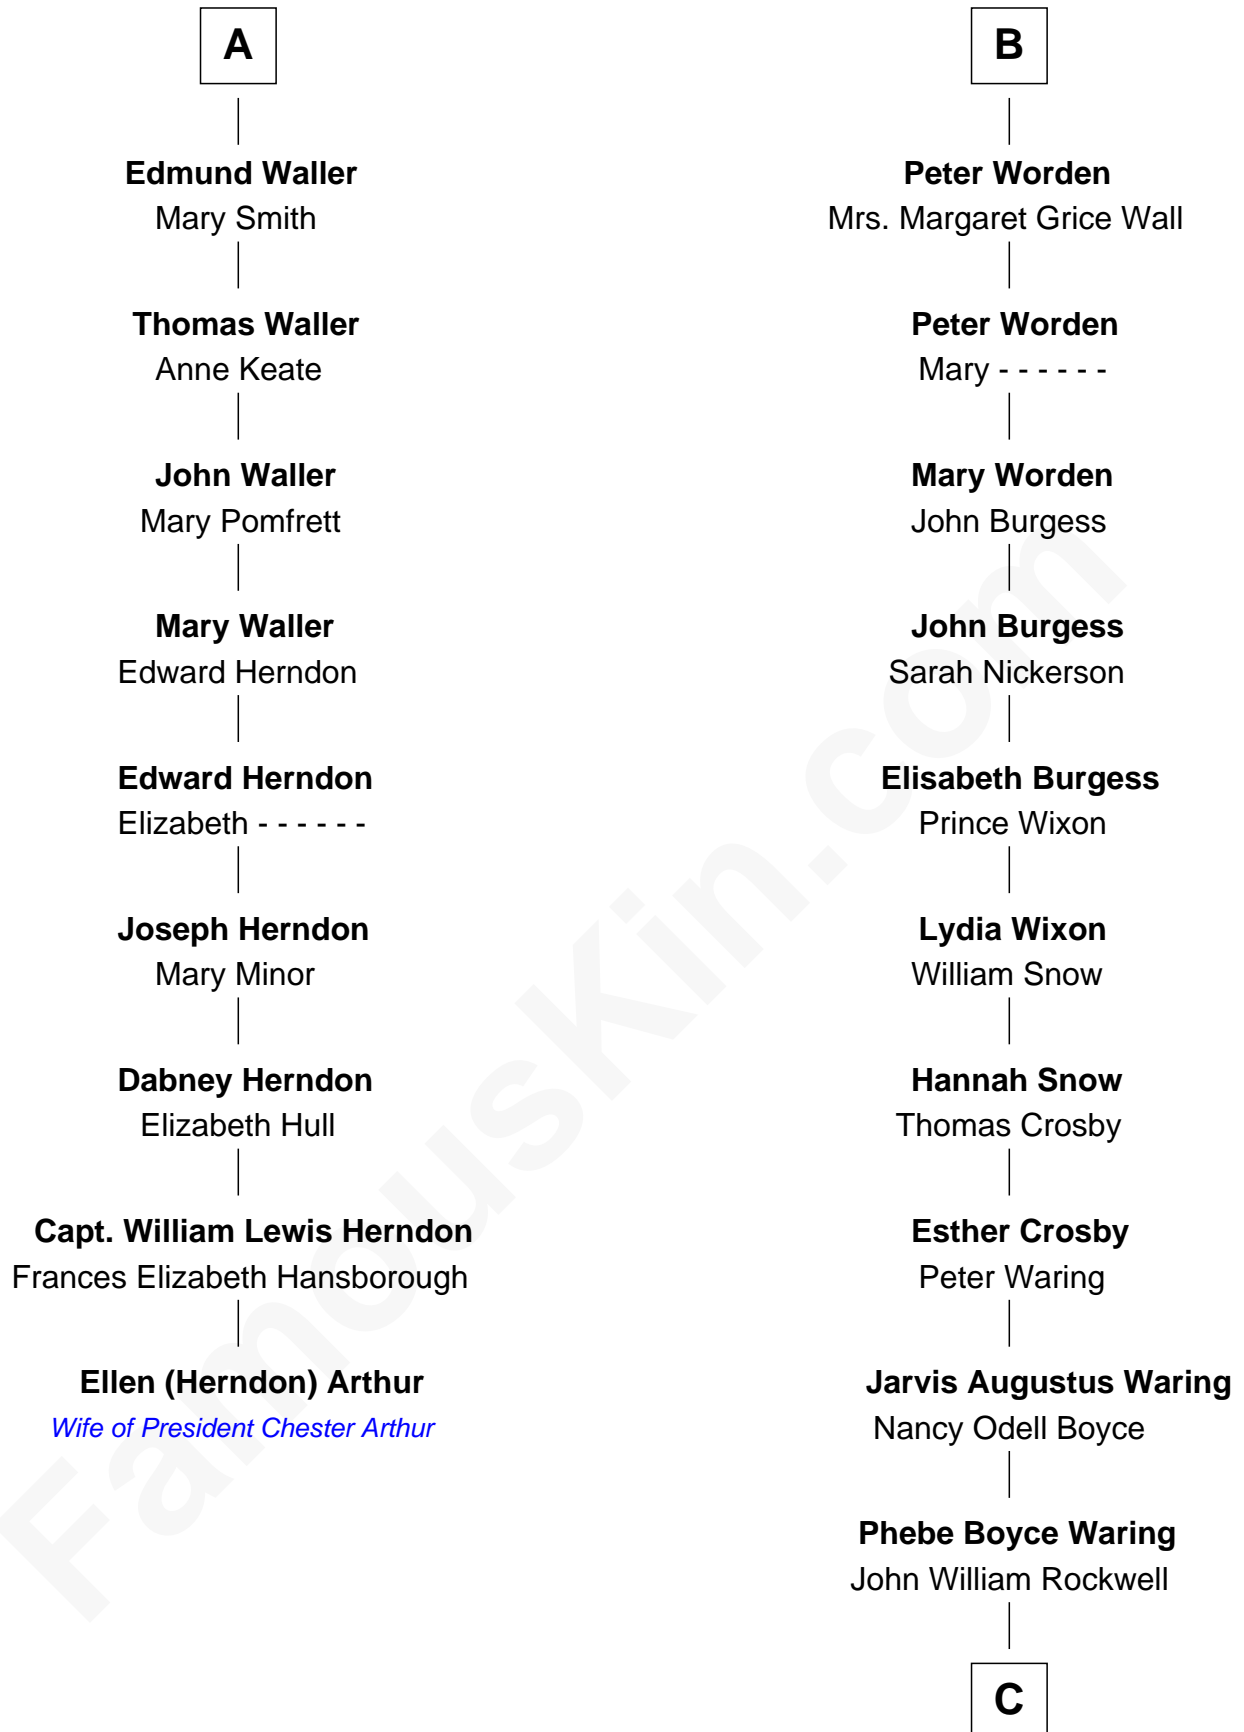 A
Edmund Waller
Mary Smith
Thomas Waller
Anne Keate
John Waller
Mary Pomfrett
Mary Waller
Edward Herndon
Edward Herndon
Elizabeth - - - - - -
Joseph Herndon
Mary Minor
Dabney Herndon
Elizabeth Hull
Capt. William Lewis Herndon
Frances Elizabeth Hansborough
Ellen (Herndon) Arthur
Wife of President Chester Arthur
B
Peter Worden
Mrs. Margaret Grice Wall
Peter Worden
Mary - - - - - -
Mary Worden
John Burgess
John Burgess
Sarah Nickerson
Elisabeth Burgess
Prince Wixon
Lydia Wixon
William Snow
Hannah Snow
Thomas Crosby
Esther Crosby
Peter Waring
Jarvis Augustus Waring
Nancy Odell Boyce
Phebe Boyce Waring
John William Rockwell
C
FamousKin.com